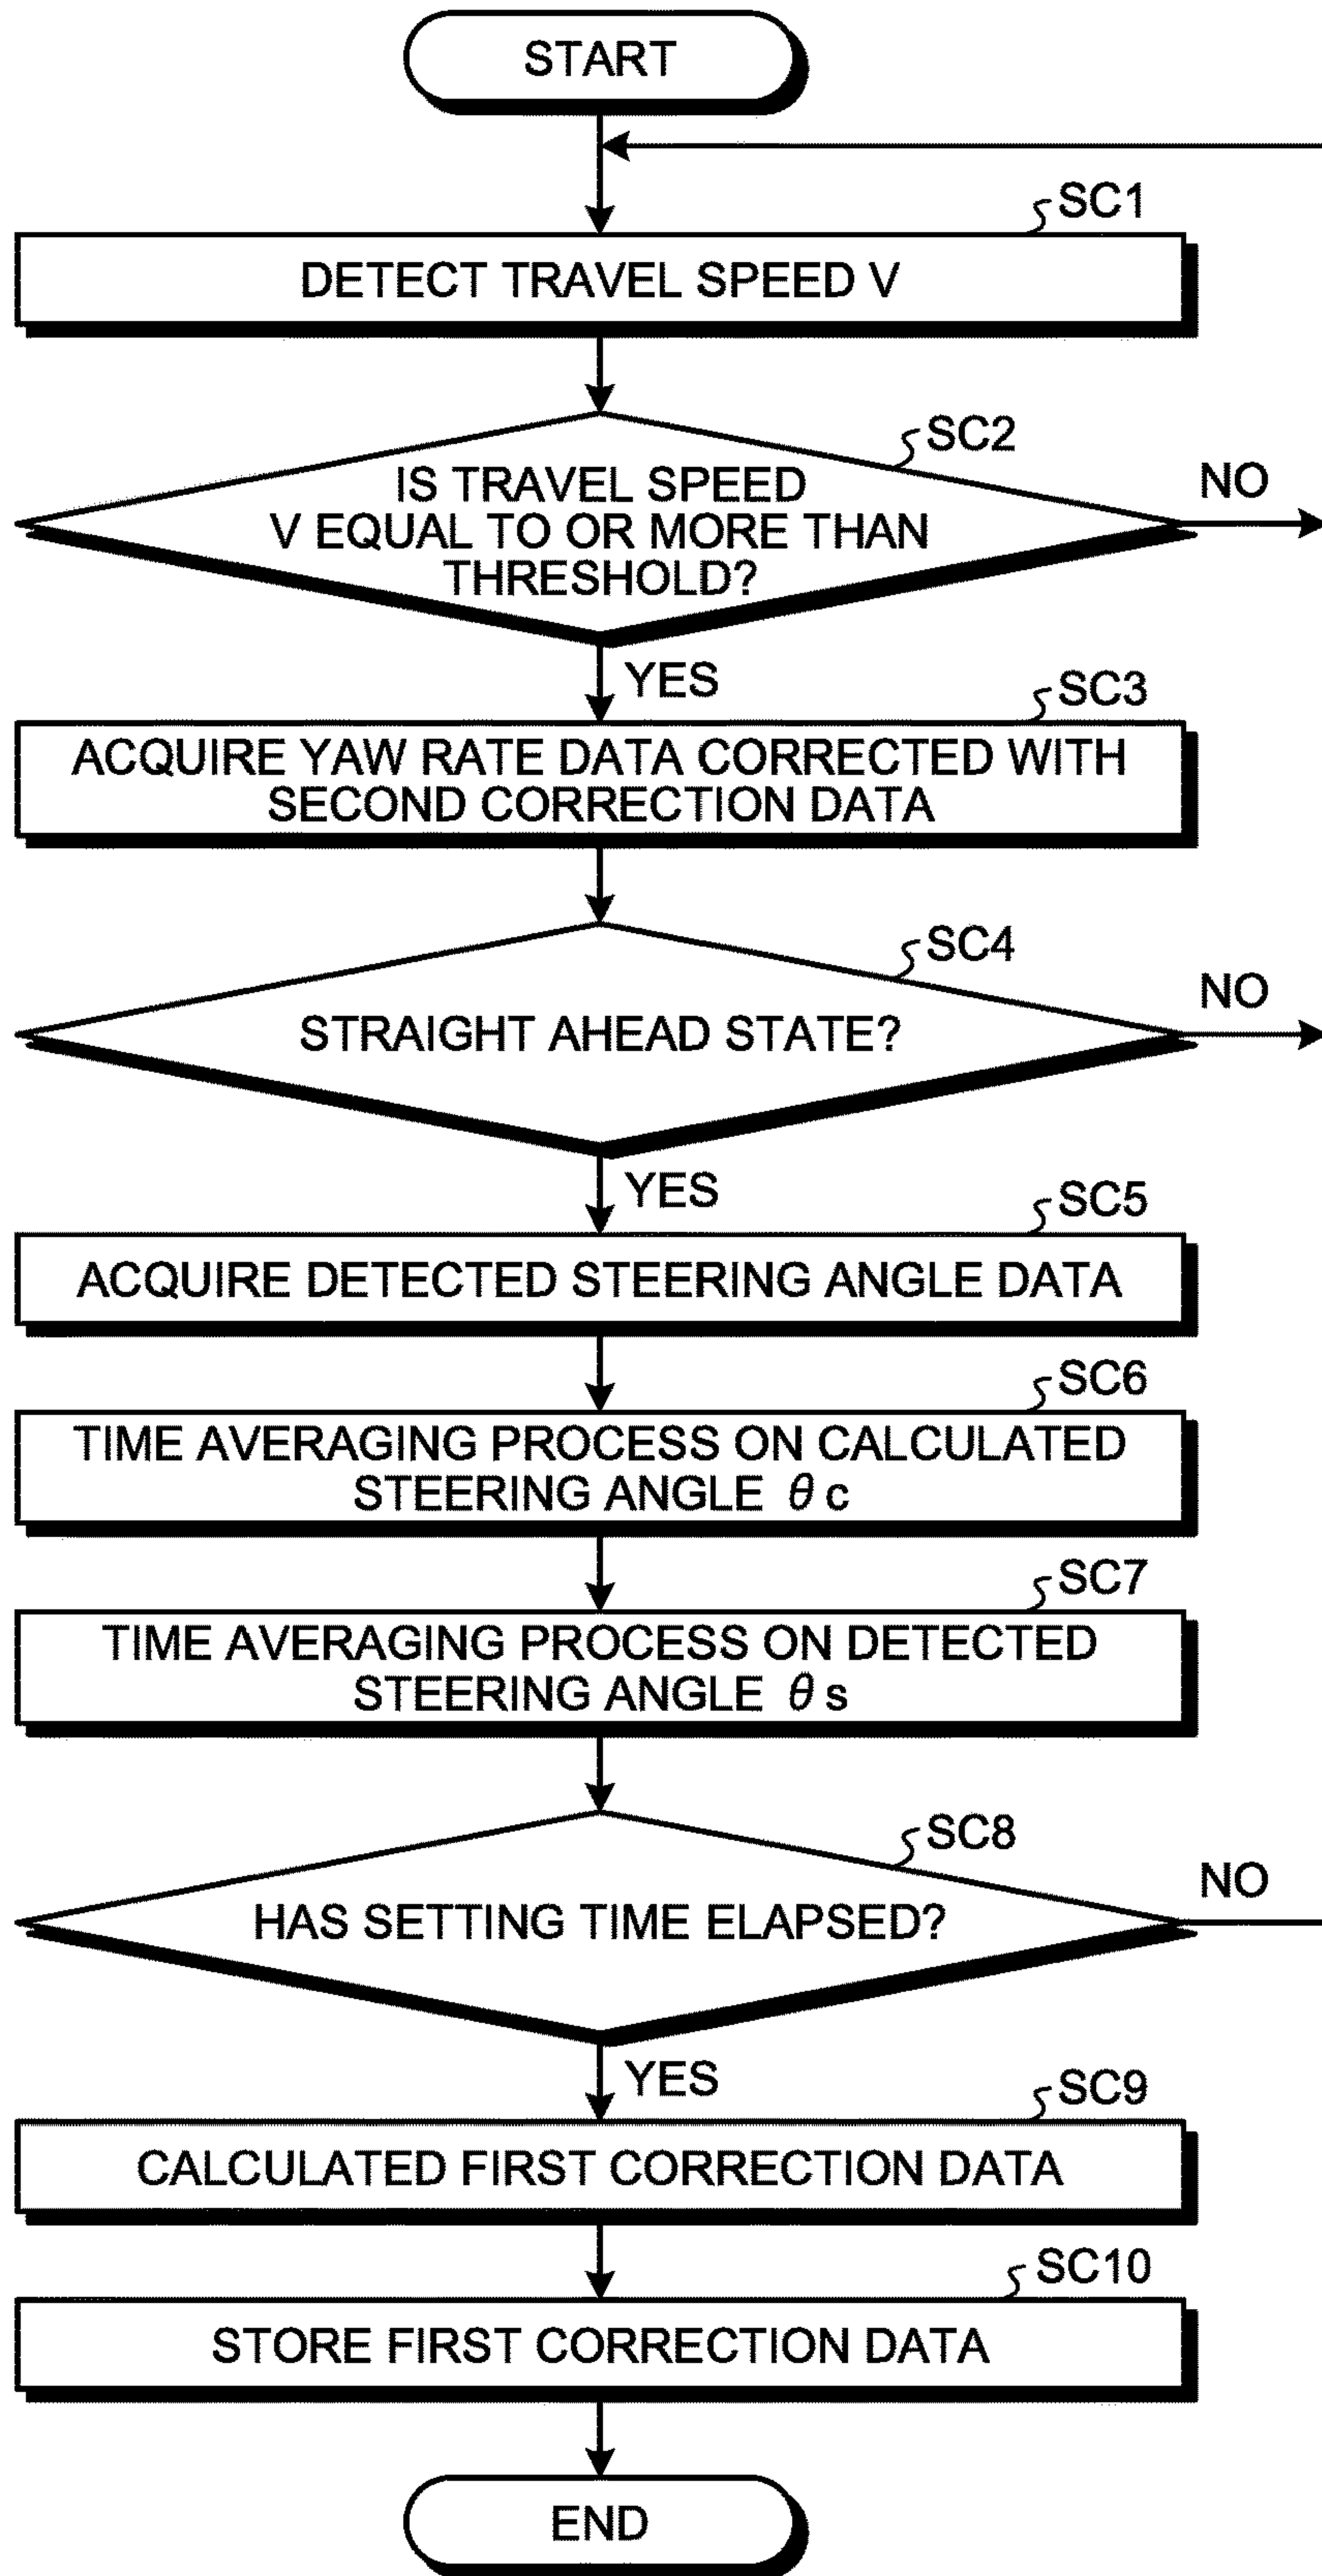 START
SC1
DETECT TRAVEL SPEED V
SC2
IS TRAVEL SPEED
V EQUAL TO OR MORE THAN
THRESHOLD?
NO
YES
SC3
ACQUIRE YAW RATE DATA CORRECTED WITH
SECOND CORRECTION DATA
SC4
STRAIGHT AHEAD STATE?
NO
YES
SC5
ACQUIRE DETECTED STEERING ANGLE DATA
SC6
TIME AVERAGING PROCESS ON CALCULATED
STEERING ANGLE θc
SC7
TIME AVERAGING PROCESS ON DETECTED
STEERING ANGLE θs
SC8
HAS SETTING TIME ELAPSED?
NO
YES
SC9
CALCULATED FIRST CORRECTION DATA
SC10
STORE FIRST CORRECTION DATA
END